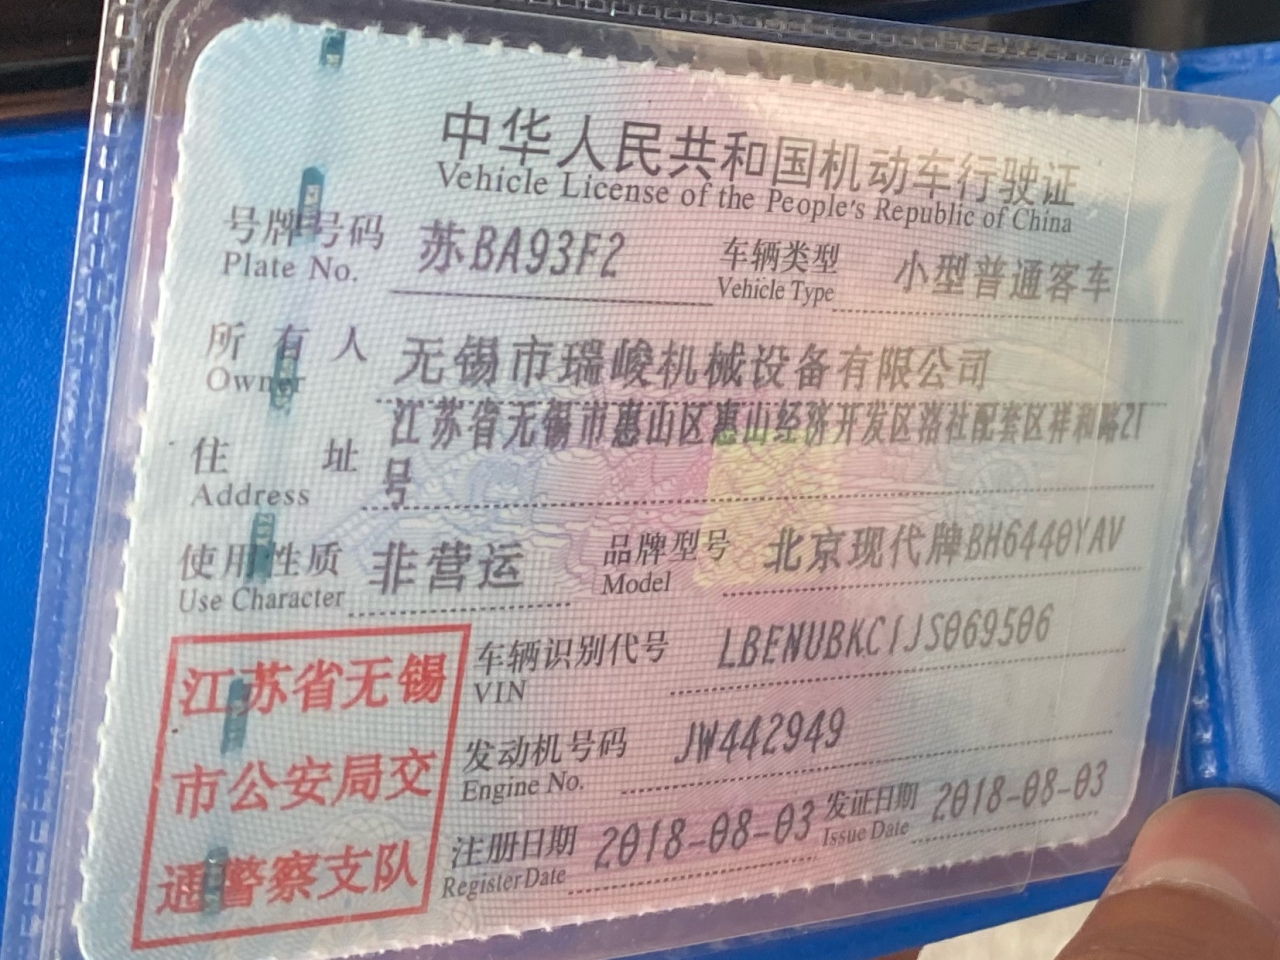 中华人民共和国机动车行驶证
Vehicle License of the People's Republic of China
号牌号码 苏BA93F2 车辆类型 小型普通客车
Plate No. Vehicle Type
所有人 无锡市瑞峻机械设备有限公司
Owner
住址 江苏省无锡市惠山区惠山经济开发区洛社配套区祥和路21
号
Address
使用性质 非营运 品牌型号 北京现代牌BH6440YAV
Use Character Model
车辆识别代号 LBENUBKC1JS069506
VIN
发动机号码 JW442949
Engine No.
注册日期 2018-08-03 发证日期 2018-08-03
Register Date Issue Date
江苏省无锡
市公安局交
通警察支队